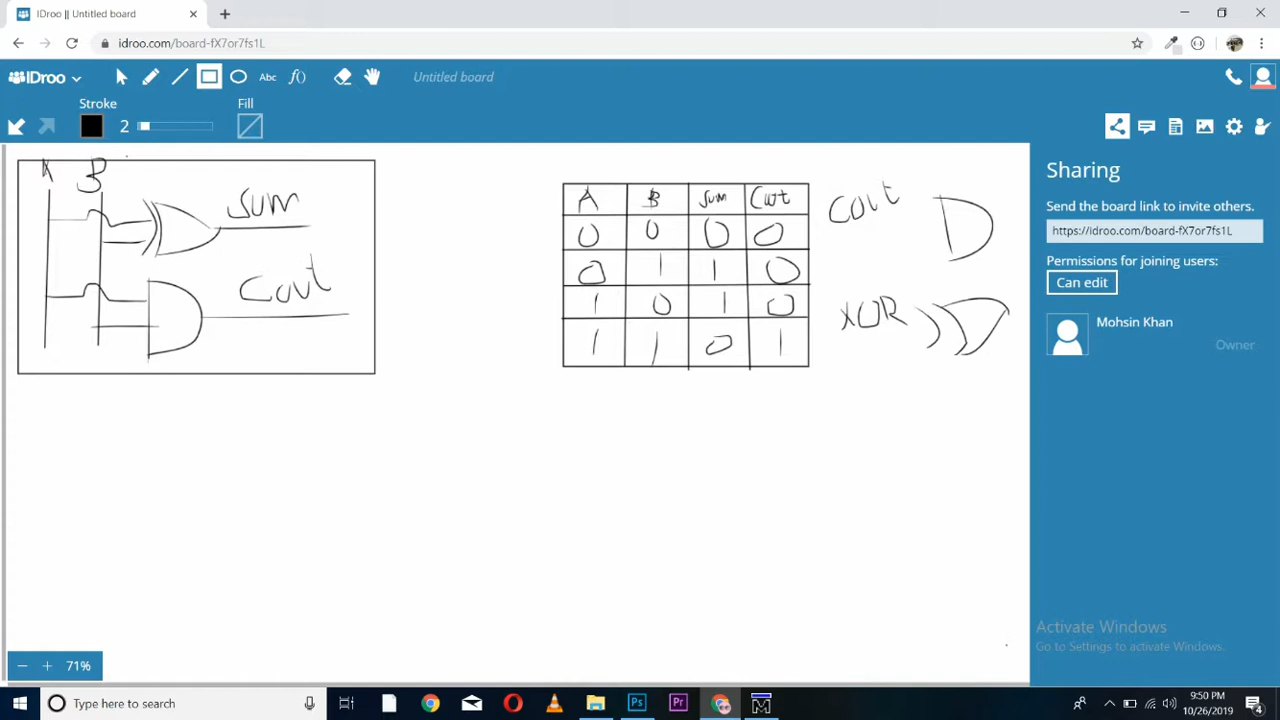 IDroo || Untitled board
idroo.com/board-fX7or7fs1L
IDroo
Abc
f()
Untitled board
Stroke
2
Fill
A B
Sum
Cout
A B Sum Cout
0 0 0 0
0 1 1 0
1 0 1 0
1 1 0 1
Cout
XOR
Sharing
Send the board link to invite others.
https://idroo.com/board-fX7or7fs1L
Permissions for joining users:
Can edit
Mohsin Khan
Owner
Activate Windows
Go to Settings to activate Windows.
71%
Type here to search
Ps
Pr
M
9:50 PM
10/26/2019
4